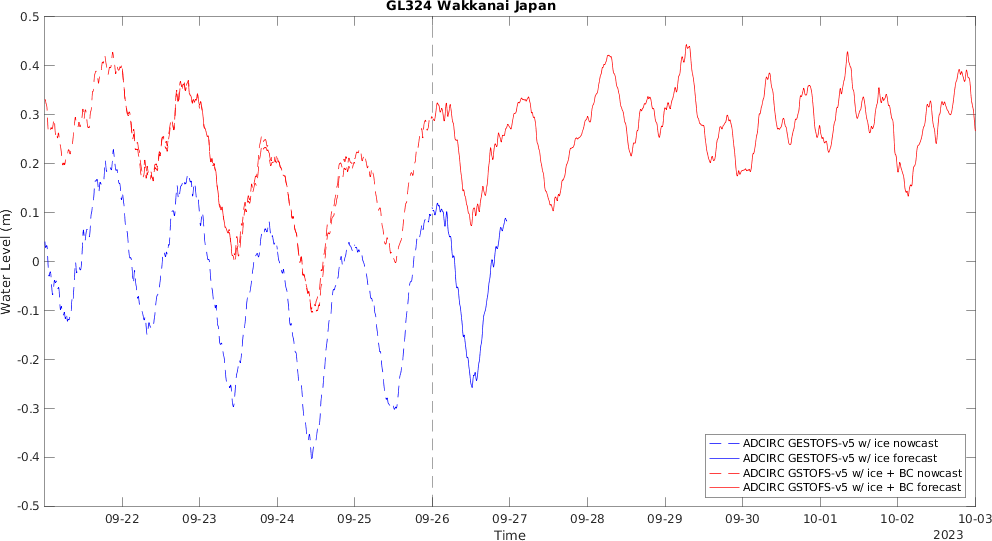 GL324 Wakkanai Japan
0.5
0.4
0.3
0.2
0.1
0
-0.1
-0.2
-0.3
-0.4
-0.5
Water Level (m)
ADCIRC GESTOFS-v5 w/ ice nowcast
ADCIRC GESTOFS-v5 w/ ice forecast
ADCIRC GSTOFS-v5 w/ ice + BC nowcast
ADCIRC GSTOFS-v5 w/ ice + BC forecast
09-22 09-23 09-24 09-25 09-26 09-27 09-28 09-29 09-30 10-01 10-02 10-03
Time
2023